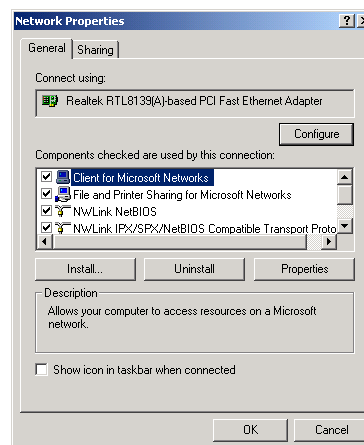 Network Properties
General Sharing
Connect using:
Realtek RTL8139(A)-based PCI Fast Ethernet Adapter
Configure
Components checked are used by this connection:
Client for Microsoft Networks
File and Printer Sharing for Microsoft Networks
NWLink NetBIOS
NWLink IPX/SPX/NetBIOS Compatible Transport Proto
Install... Uninstall Properties
Description
Allows your computer to access resources on a Microsoft
network.
Show icon in taskbar when connected
OK Cancel